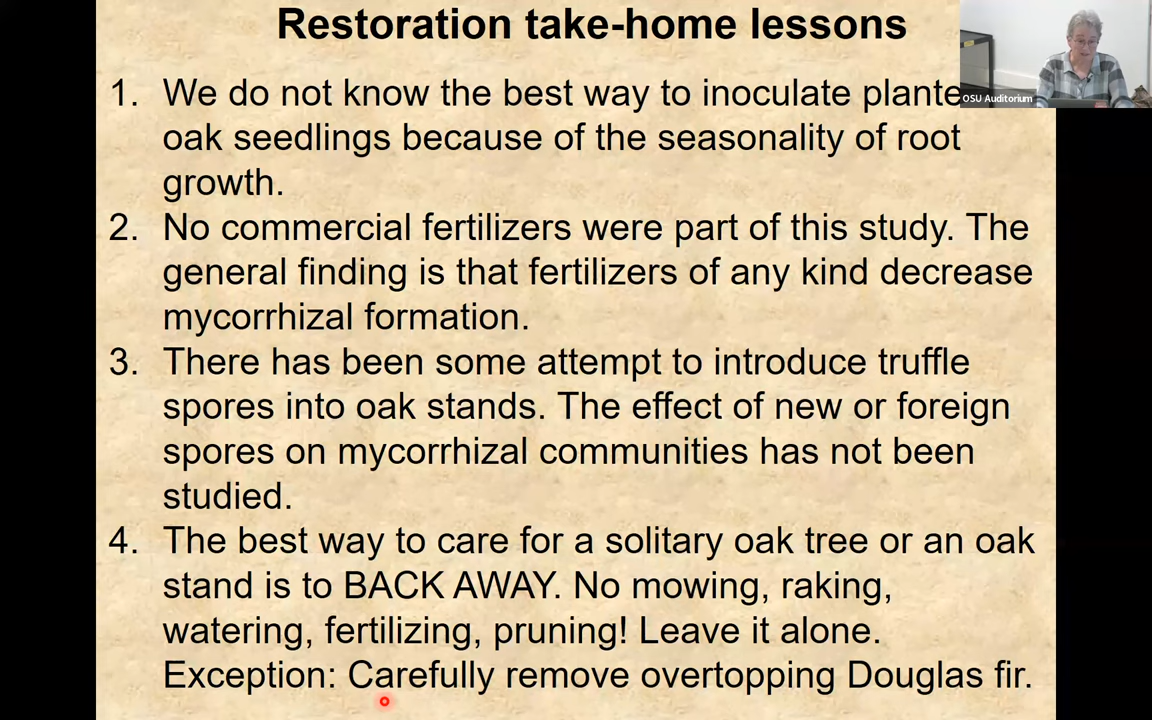 Restoration take-home lessons
1. We do not know the best way to inoculate plante
OSU Auditorium
oak seedlings because of the seasonality of root
growth.
2. No commercial fertilizers were part of this study. The
general finding is that fertilizers of any kind decrease
mycorrhizal formation.
3. There has been some attempt to introduce truffle
spores into oak stands. The effect of new or foreign
spores on mycorrhizal communities has not been
studied.
4. The best way to care for a solitary oak tree or an oak
stand is to BACK AWAY. No mowing, raking,
watering, fertilizing, pruning! Leave it alone.
Exception: Carefully remove overtopping Douglas fir.